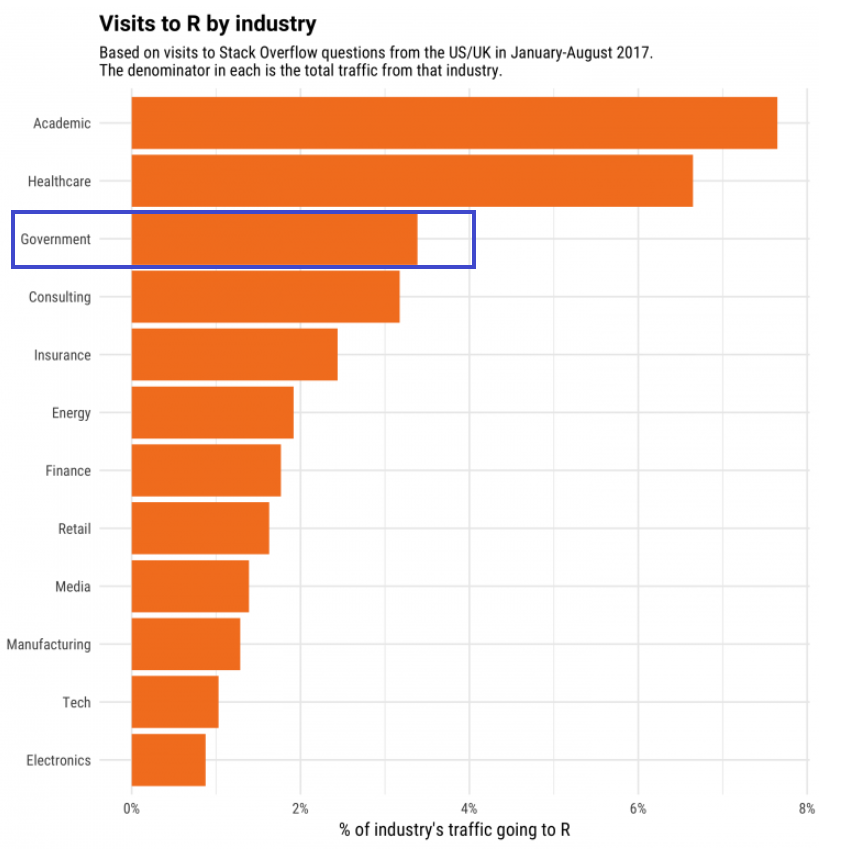 Visits to R by industry
Based on visits to Stack Overflow questions from the US/UK in January-August 2017.
The denominator in each is the total traffic from that industry.
Academic
Healthcare
Government
Consulting
Insurance
Energy
Finance
Retail
Media
Manufacturing
Tech
Electronics
0% 2% 4% 6% 8%
% of industry's traffic going to R